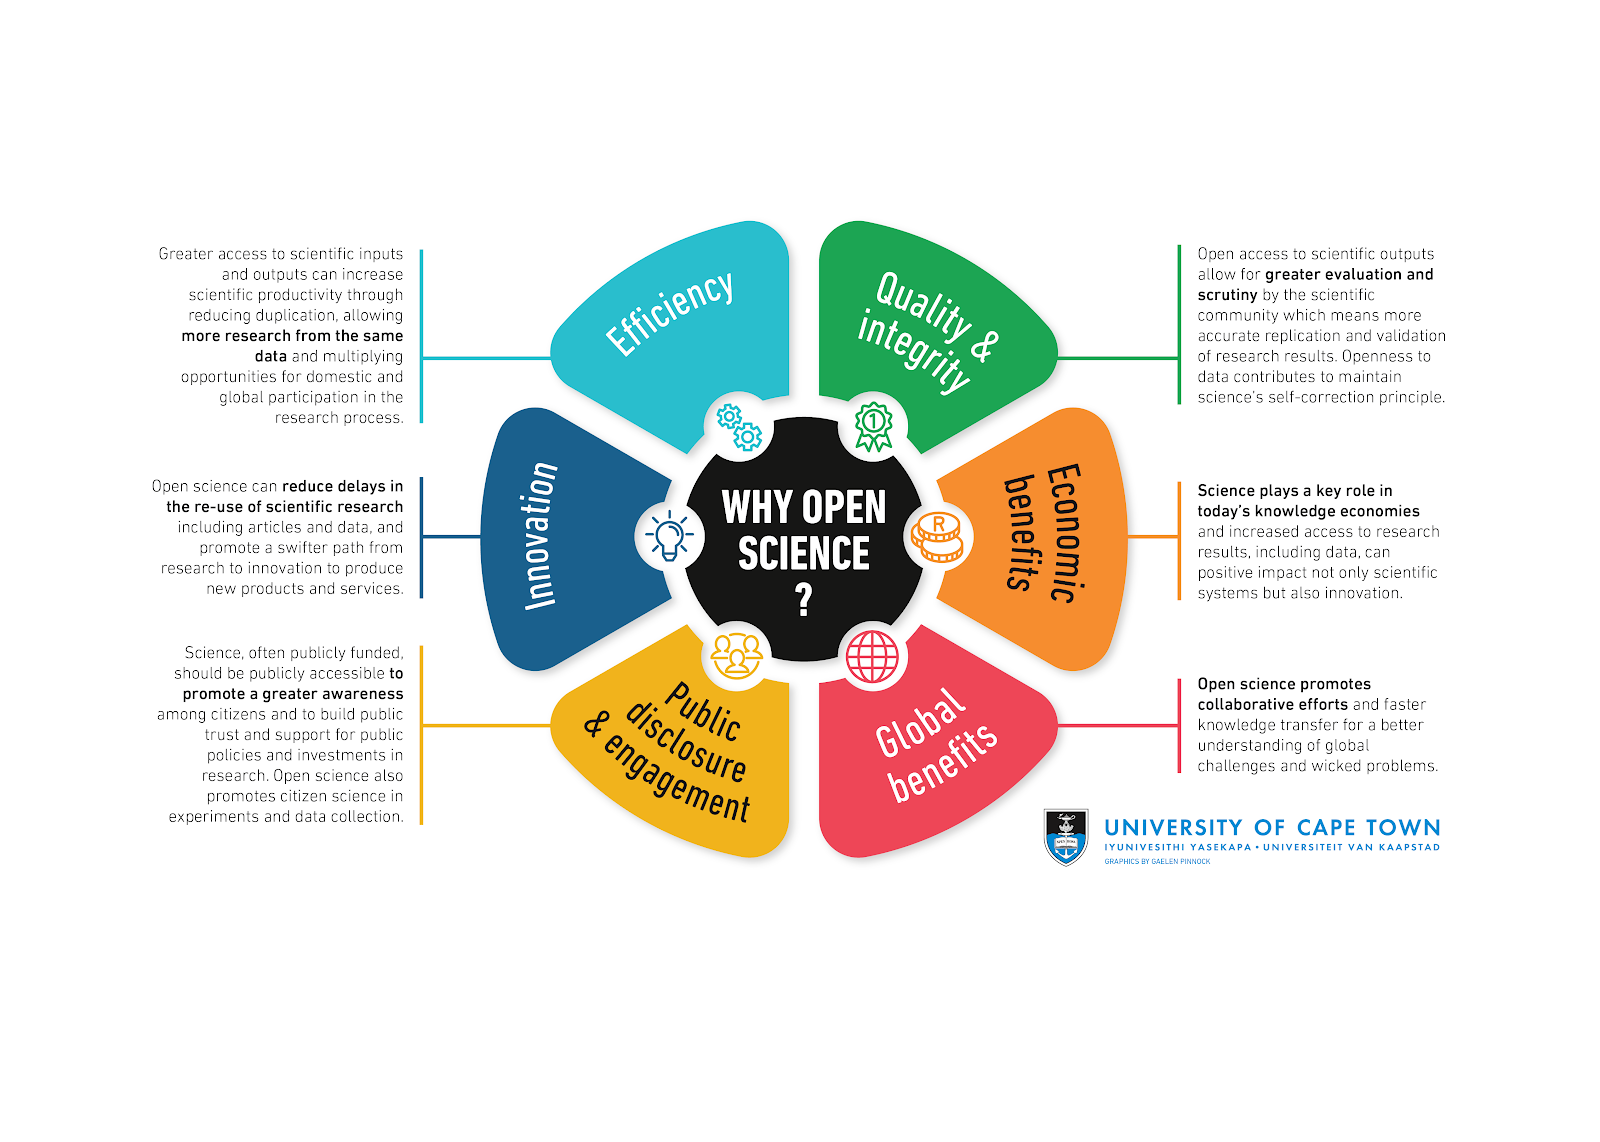 Greater access to scientific inputs
and outputs can increase
scientific productivity through
reducing duplication, allowing
more research from the same
data and multiplying
opportunities for domestic and
global participation in the
research process.
Efficiency
Quality &
integrity
Open access to scientific outputs
allow for greater evaluation and
scrutiny by the scientific
community which means more
accurate replication and validation
of research results. Openness to
data contributes to maintain
science's self-correction principle.
1
Open science can reduce delays in
the re-use of scientific research
including articles and data, and
promote a swifter path from
research to innovation to produce
new products and services.
Innovation
WHY OPEN
SCIENCE
?
R
Economic
benefits
Science plays a key role in
today's knowledge economies
and increased access to research
results, including data, can
positive impact not only scientific
systems but also innovation.
Science, often publicly funded,
should be publicly accessible to
promote a greater awareness
among citizens and to build public
trust and support for public
policies and investments in
research. Open science also
promotes citizen science in
experiments and data collection.
Public
disclosure
& engagement
Global
benefits
Open science promotes
collaborative efforts and faster
knowledge transfer for a better
understanding of global
challenges and wicked problems.
UNIVERSITY OF CAPE TOWN
IYUNIVESITHI YASEKAPA • UNIVERSITEIT VAN KAAPSTAD
GRAPHICS BY GAELEN PINNOCK